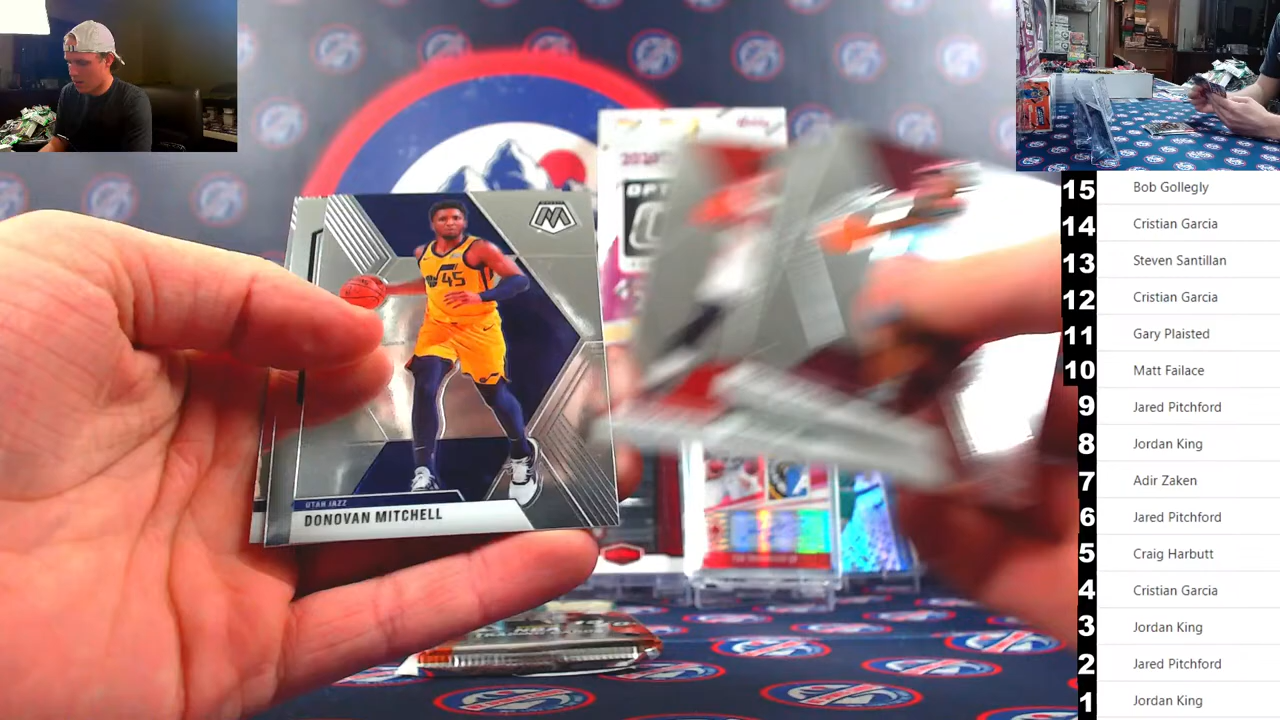 45
UTAH JAZZ
DONOVAN MITCHELL
15 Bob Gollegly
14 Cristian Garcia
13 Steven Santillan
12 Cristian Garcia
11 Gary Plaisted
10 Matt Failace
9 Jared Pitchford
8 Jordan King
7 Adir Zaken
6 Jared Pitchford
5 Craig Harbutt
4 Cristian Garcia
3 Jordan King
2 Jared Pitchford
1 Jordan King